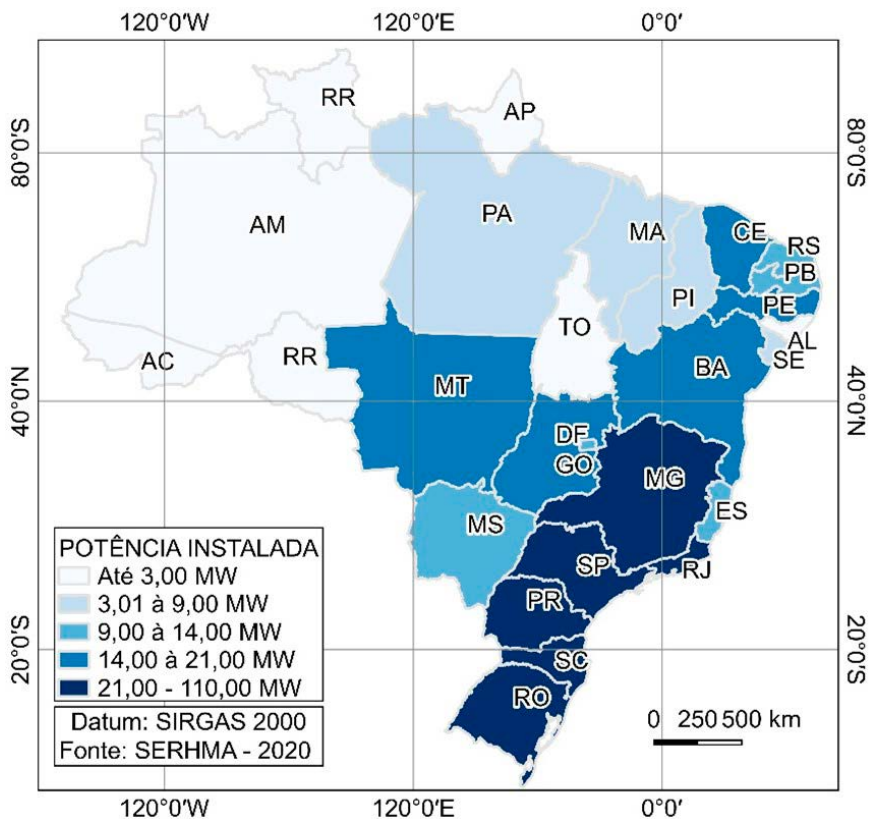 120°0′W 120°0′E 0°0′
RR
AP
80°0′S 80°0′S
AM
PA
MA
CE
RS
PB
PI
PE
TO
AL
AC
RR
SE
BA
MT
40°0′N 40°0′N
DF
GO
MG
MS
ES
SP
RJ
PR
SC
RO
20°0′S 20°0′S
POTÊNCIA INSTALADA
Até 3,00 MW
3,01 à 9,00 MW
9,00 à 14,00 MW
14,00 à 21,00 MW
21,00 - 110,00 MW
Datum: SIRGAS 2000
Fonte: SERHMA - 2020
0 250 500 km
120°0′W 120°0′E 0°0′